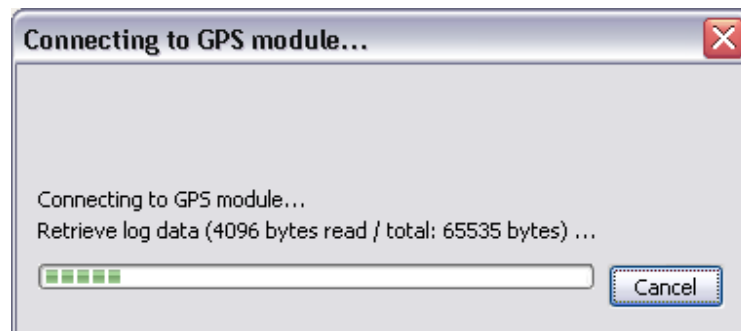 Connecting to GPS module...
Connecting to GPS module...
Retrieve log data (4096 bytes read / total: 65535 bytes) ...
Cancel